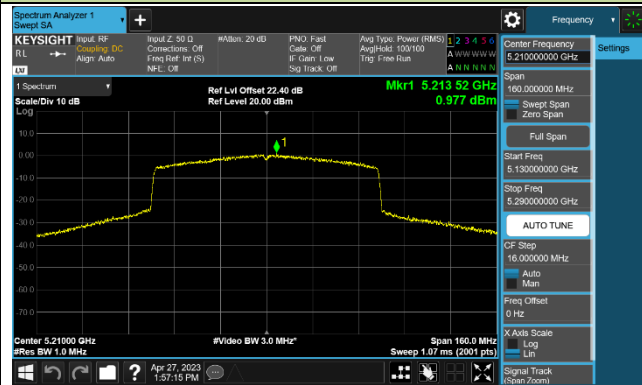 Spectrum Analyzer 1
Swept SA
+
Frequency
KEYSIGHT
RL
LXI
Input: RF
Coupling: DC
Align: Auto
Input Z: 50 Ω
Corrections: Off
Freq Ref: Int (S)
NFE: Off
#Atten: 20 dB
PNO: Fast
Gate: Off
IF Gain: Low
Sig Track: Off
Avg Type: Power (RMS)
Avg|Hold: 100/100
Trig: Free Run
1 2 3 4 5 6
A W W W W W
A N N N N N
1 Spectrum
Scale/Div 10 dB
Log
Ref Lvl Offset 22.40 dB
Ref Level 20.00 dBm
Mkr1 5.213 52 GHz
0.977 dBm
1
10.0
0.00
-10.0
-20.0
-30.0
-40.0
-50.0
-60.0
-70.0
Center 5.21000 GHz
#Res BW 1.0 MHz
#Video BW 3.0 MHz*
Span 160.0 MHz
Sweep 1.07 ms (2001 pts)
Apr 27, 2023
1:57:15 PM
Center Frequency
5.210000000 GHz
Span
160.000000 MHz
Swept Span
Zero Span
Full Span
Start Freq
5.130000000 GHz
Stop Freq
5.290000000 GHz
AUTO TUNE
CF Step
16.000000 MHz
Auto
Man
Freq Offset
0 Hz
X Axis Scale
Log
Lin
Signal Track
(Span Zoom)
Settings